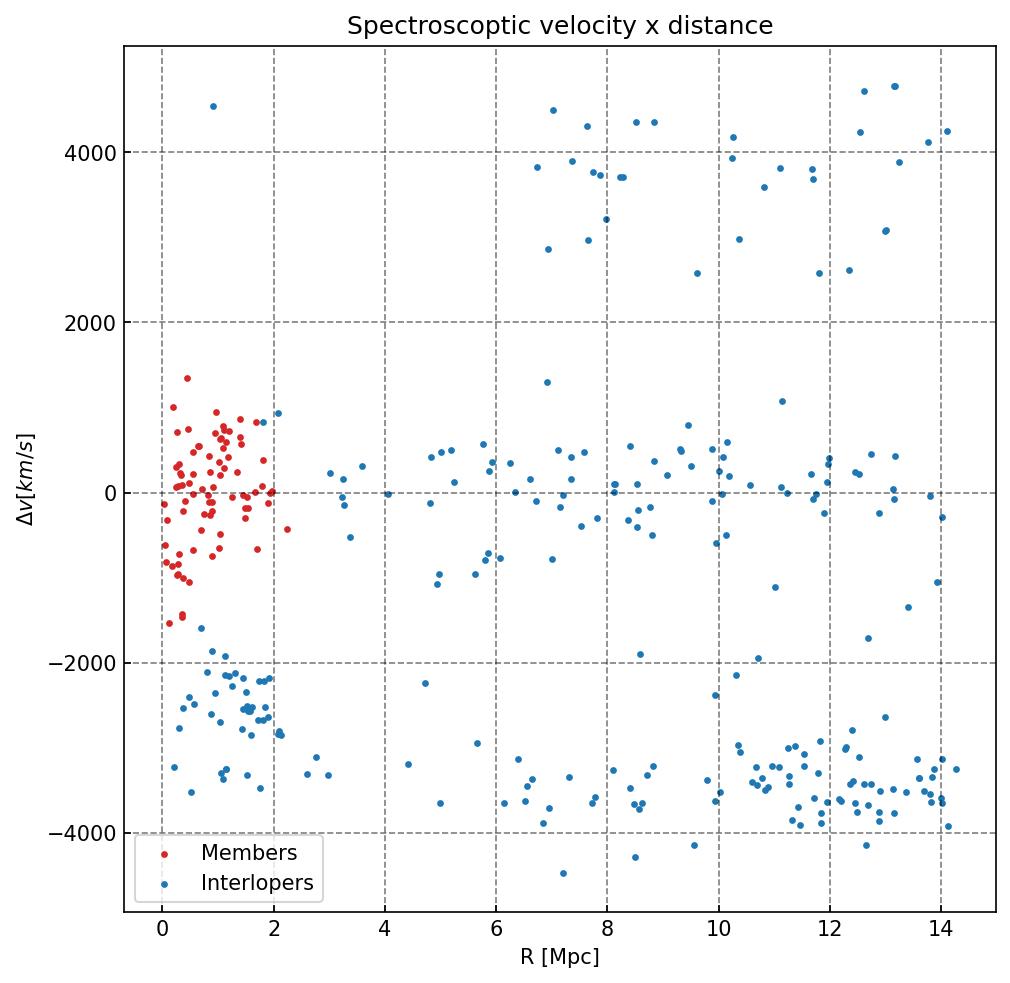 Spectroscoptic velocity x distance
4000
2000
0
−2000
−4000
Δv[km/s]
Members
Interlopers
0 2 4 6 8 10 12 14
R [Mpc]